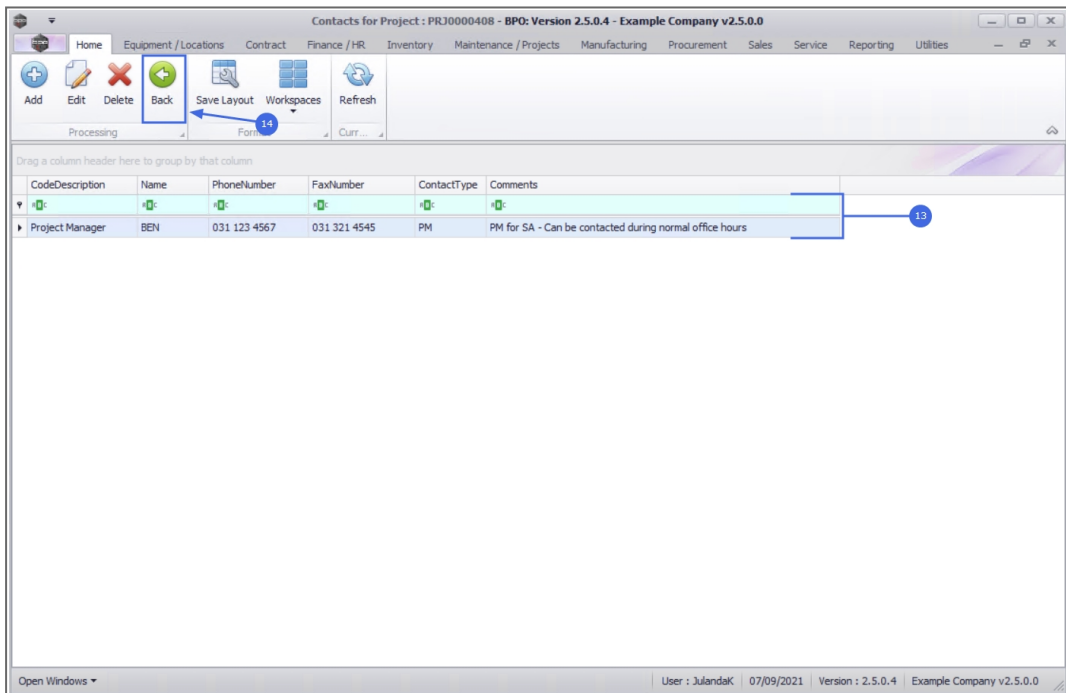 Contacts for Project : PRJ0000408 - BPO: Version 2.5.0.4 - Example Company v2.5.0.0
Home Equipment / Locations Contract Finance / HR Inventory Maintenance / Projects Manufacturing Procurement Sales Service Reporting Utilities
Add Edit Delete Back Save Layout Workspaces Refresh
14
Processing Curr...
Drag a column header here to group by that column
CodeDescription Name PhoneNumber FaxNumber ContactType Comments
13
Project Manager BEN 031 123 4567 031 321 4545 PM PM for SA - Can be contacted during normal office hours
Open Windows User : JulandaK 07/09/2021 Version : 2.5.0.4 Example Company v2.5.0.0